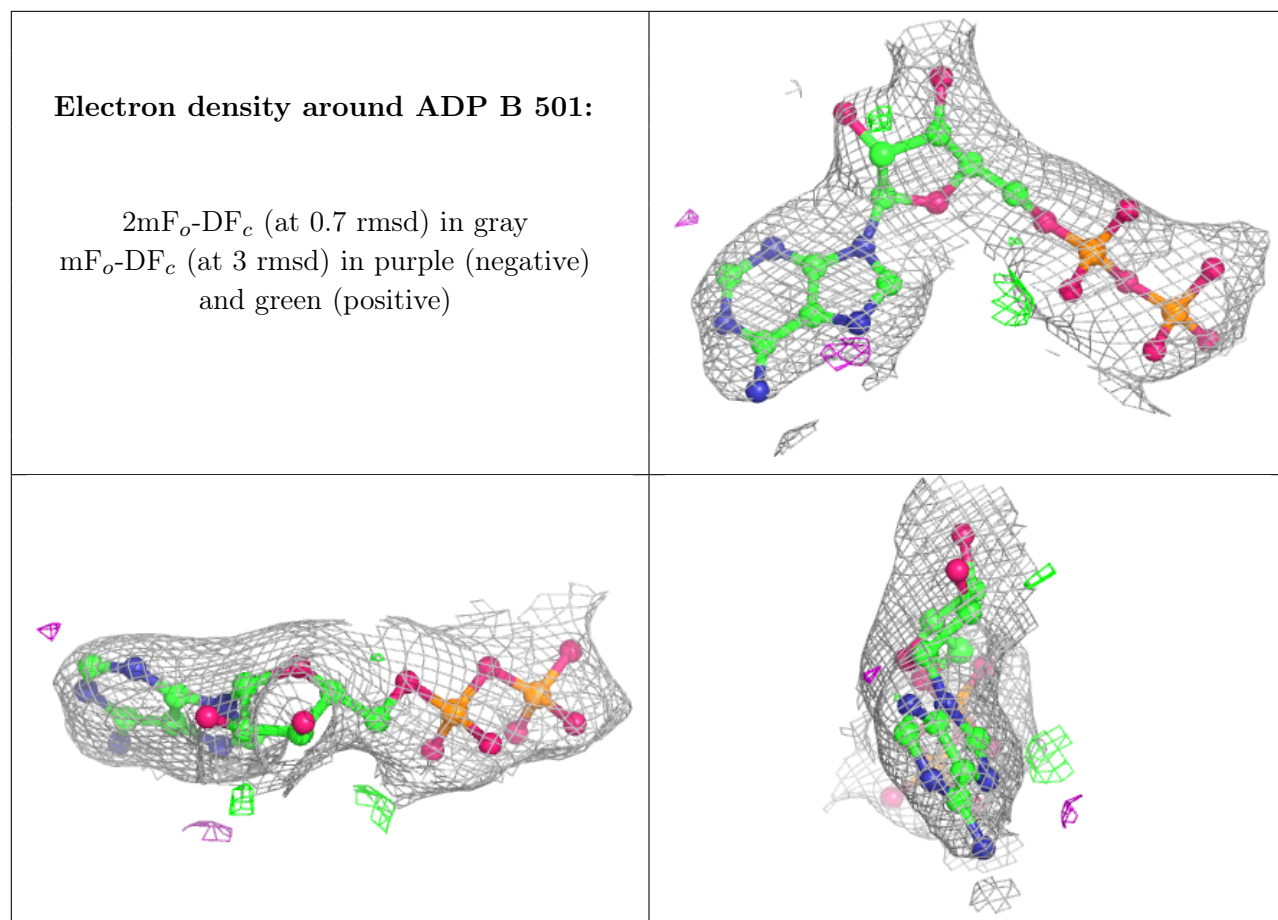 Electron density around ADP B 501:
2mFo-DFc (at 0.7 rmsd) in gray
mFo-DFc (at 3 rmsd) in purple (negative)
and green (positive)